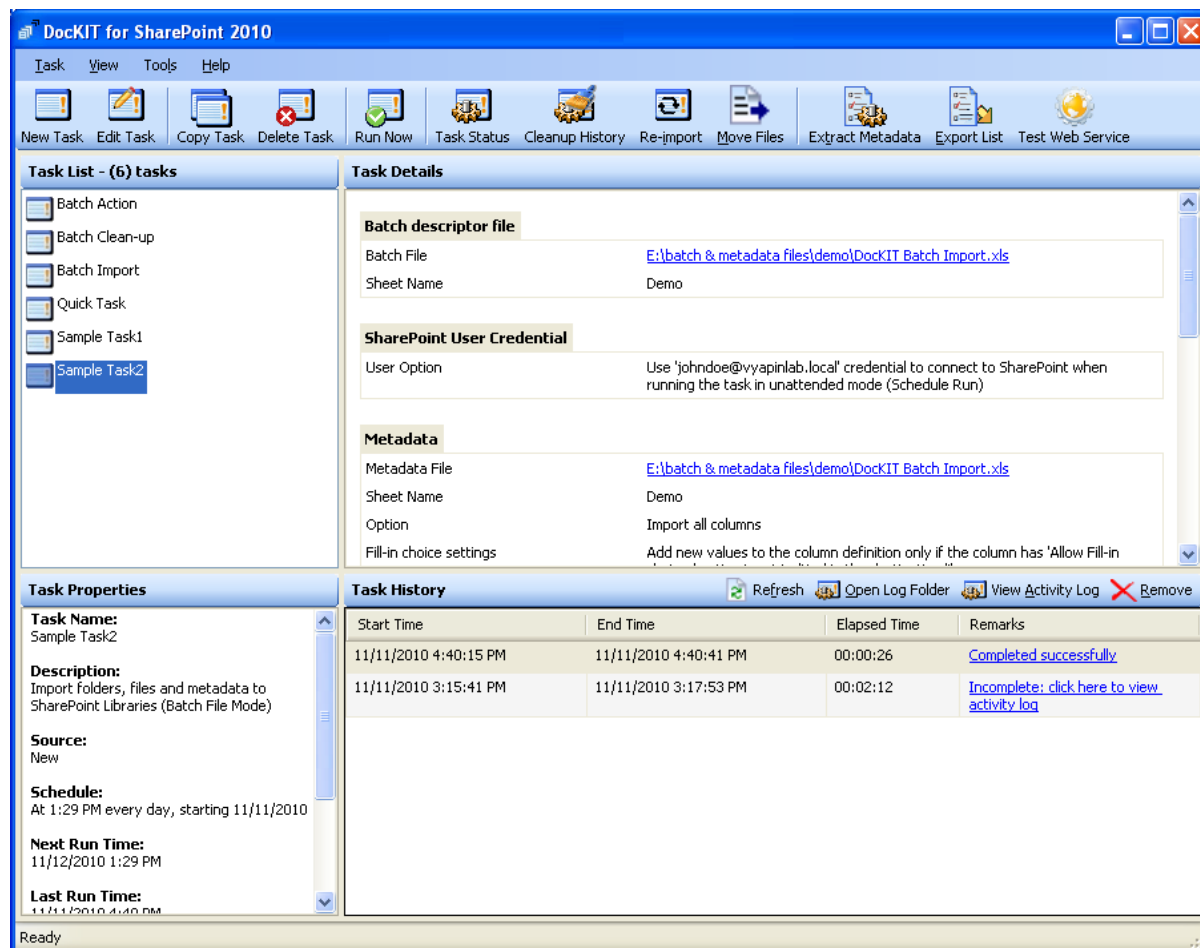 DocKIT for SharePoint 2010
Task View Tools Help
New Task Edit Task Copy Task Delete Task Run Now Task Status Cleanup History Re-import Move Files Extract Metadata Export List Test Web Service
Task List - (6) tasks
Batch Action
Batch Clean-up
Batch Import
Quick Task
Sample Task1
Sample Task2
Task Details
Batch descriptor file
Batch File E:\batch & metadata files\demo\DocKIT Batch Import.xls
Sheet Name Demo
SharePoint User Credential
User Option Use 'johndoe@vyapinlab.local' credential to connect to SharePoint when
running the task in unattended mode (Schedule Run)
Metadata
Metadata File E:\batch & metadata files\demo\DocKIT Batch Import.xls
Sheet Name Demo
Option Import all columns
Fill-in choice settings Add new values to the column definition only if the column has 'Allow Fill-in
Task Properties
Task Name:
Sample Task2
Description:
Import folders, files and metadata to
SharePoint Libraries (Batch File Mode)
Source:
New
Schedule:
At 1:29 PM every day, starting 11/11/2010
Next Run Time:
11/12/2010 1:29 PM
Last Run Time:
11/11/2010 4:40 PM
Task History Refresh Open Log Folder View Activity Log Remove
Start Time End Time Elapsed Time Remarks
11/11/2010 4:40:15 PM 11/11/2010 4:40:41 PM 00:00:26 Completed successfully
11/11/2010 3:15:41 PM 11/11/2010 3:17:53 PM 00:02:12 Incomplete: click here to view
activity log
Ready